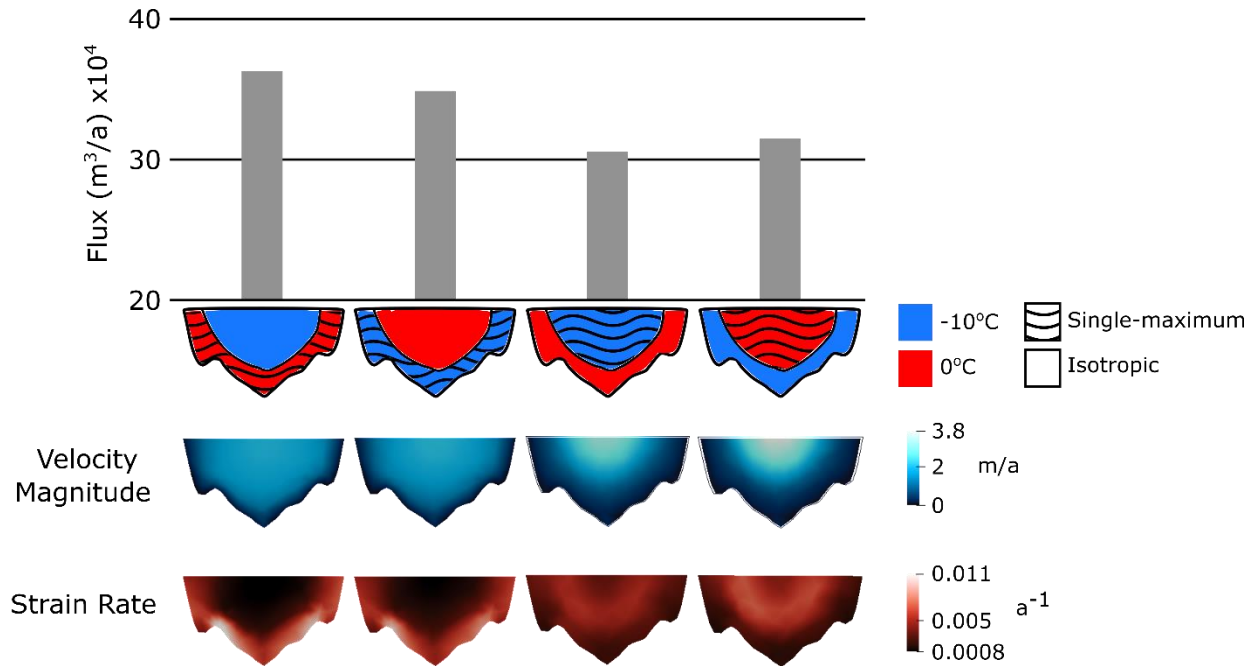 40
30
20
Flux (m³/a) x10⁴
-10°C
0°C
Single-maximum
Isotropic
Velocity
Magnitude
3.8
2
0
m/a
Strain Rate
0.011
0.005
0.0008
a⁻¹